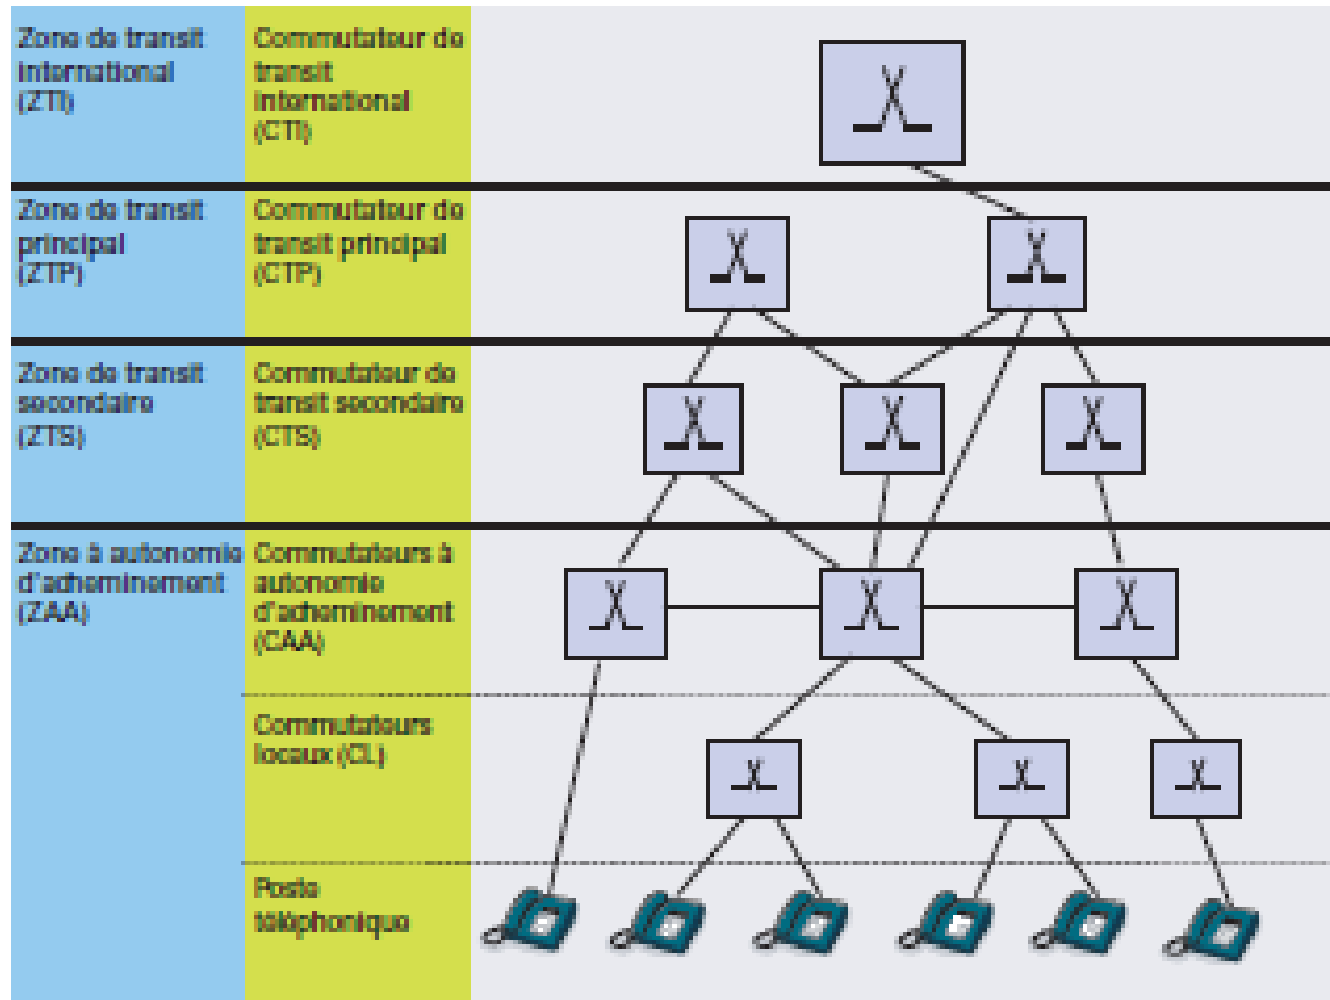 Zone de transit
international
(ZTI)
Commutateur de
transit
international
(CTI)
Zone de transit
principal
(ZTP)
Commutateur de
transit principal
(CTP)
Zone de transit
secondaire
(ZTS)
Commutateur de
transit secondaire
(CTS)
Zone à autonomie
d'acheminement
(ZAA)
Commutateurs à
autonomie
d'acheminement
(CAA)
Commutateurs
locaux (CL)
Poste
téléphonique